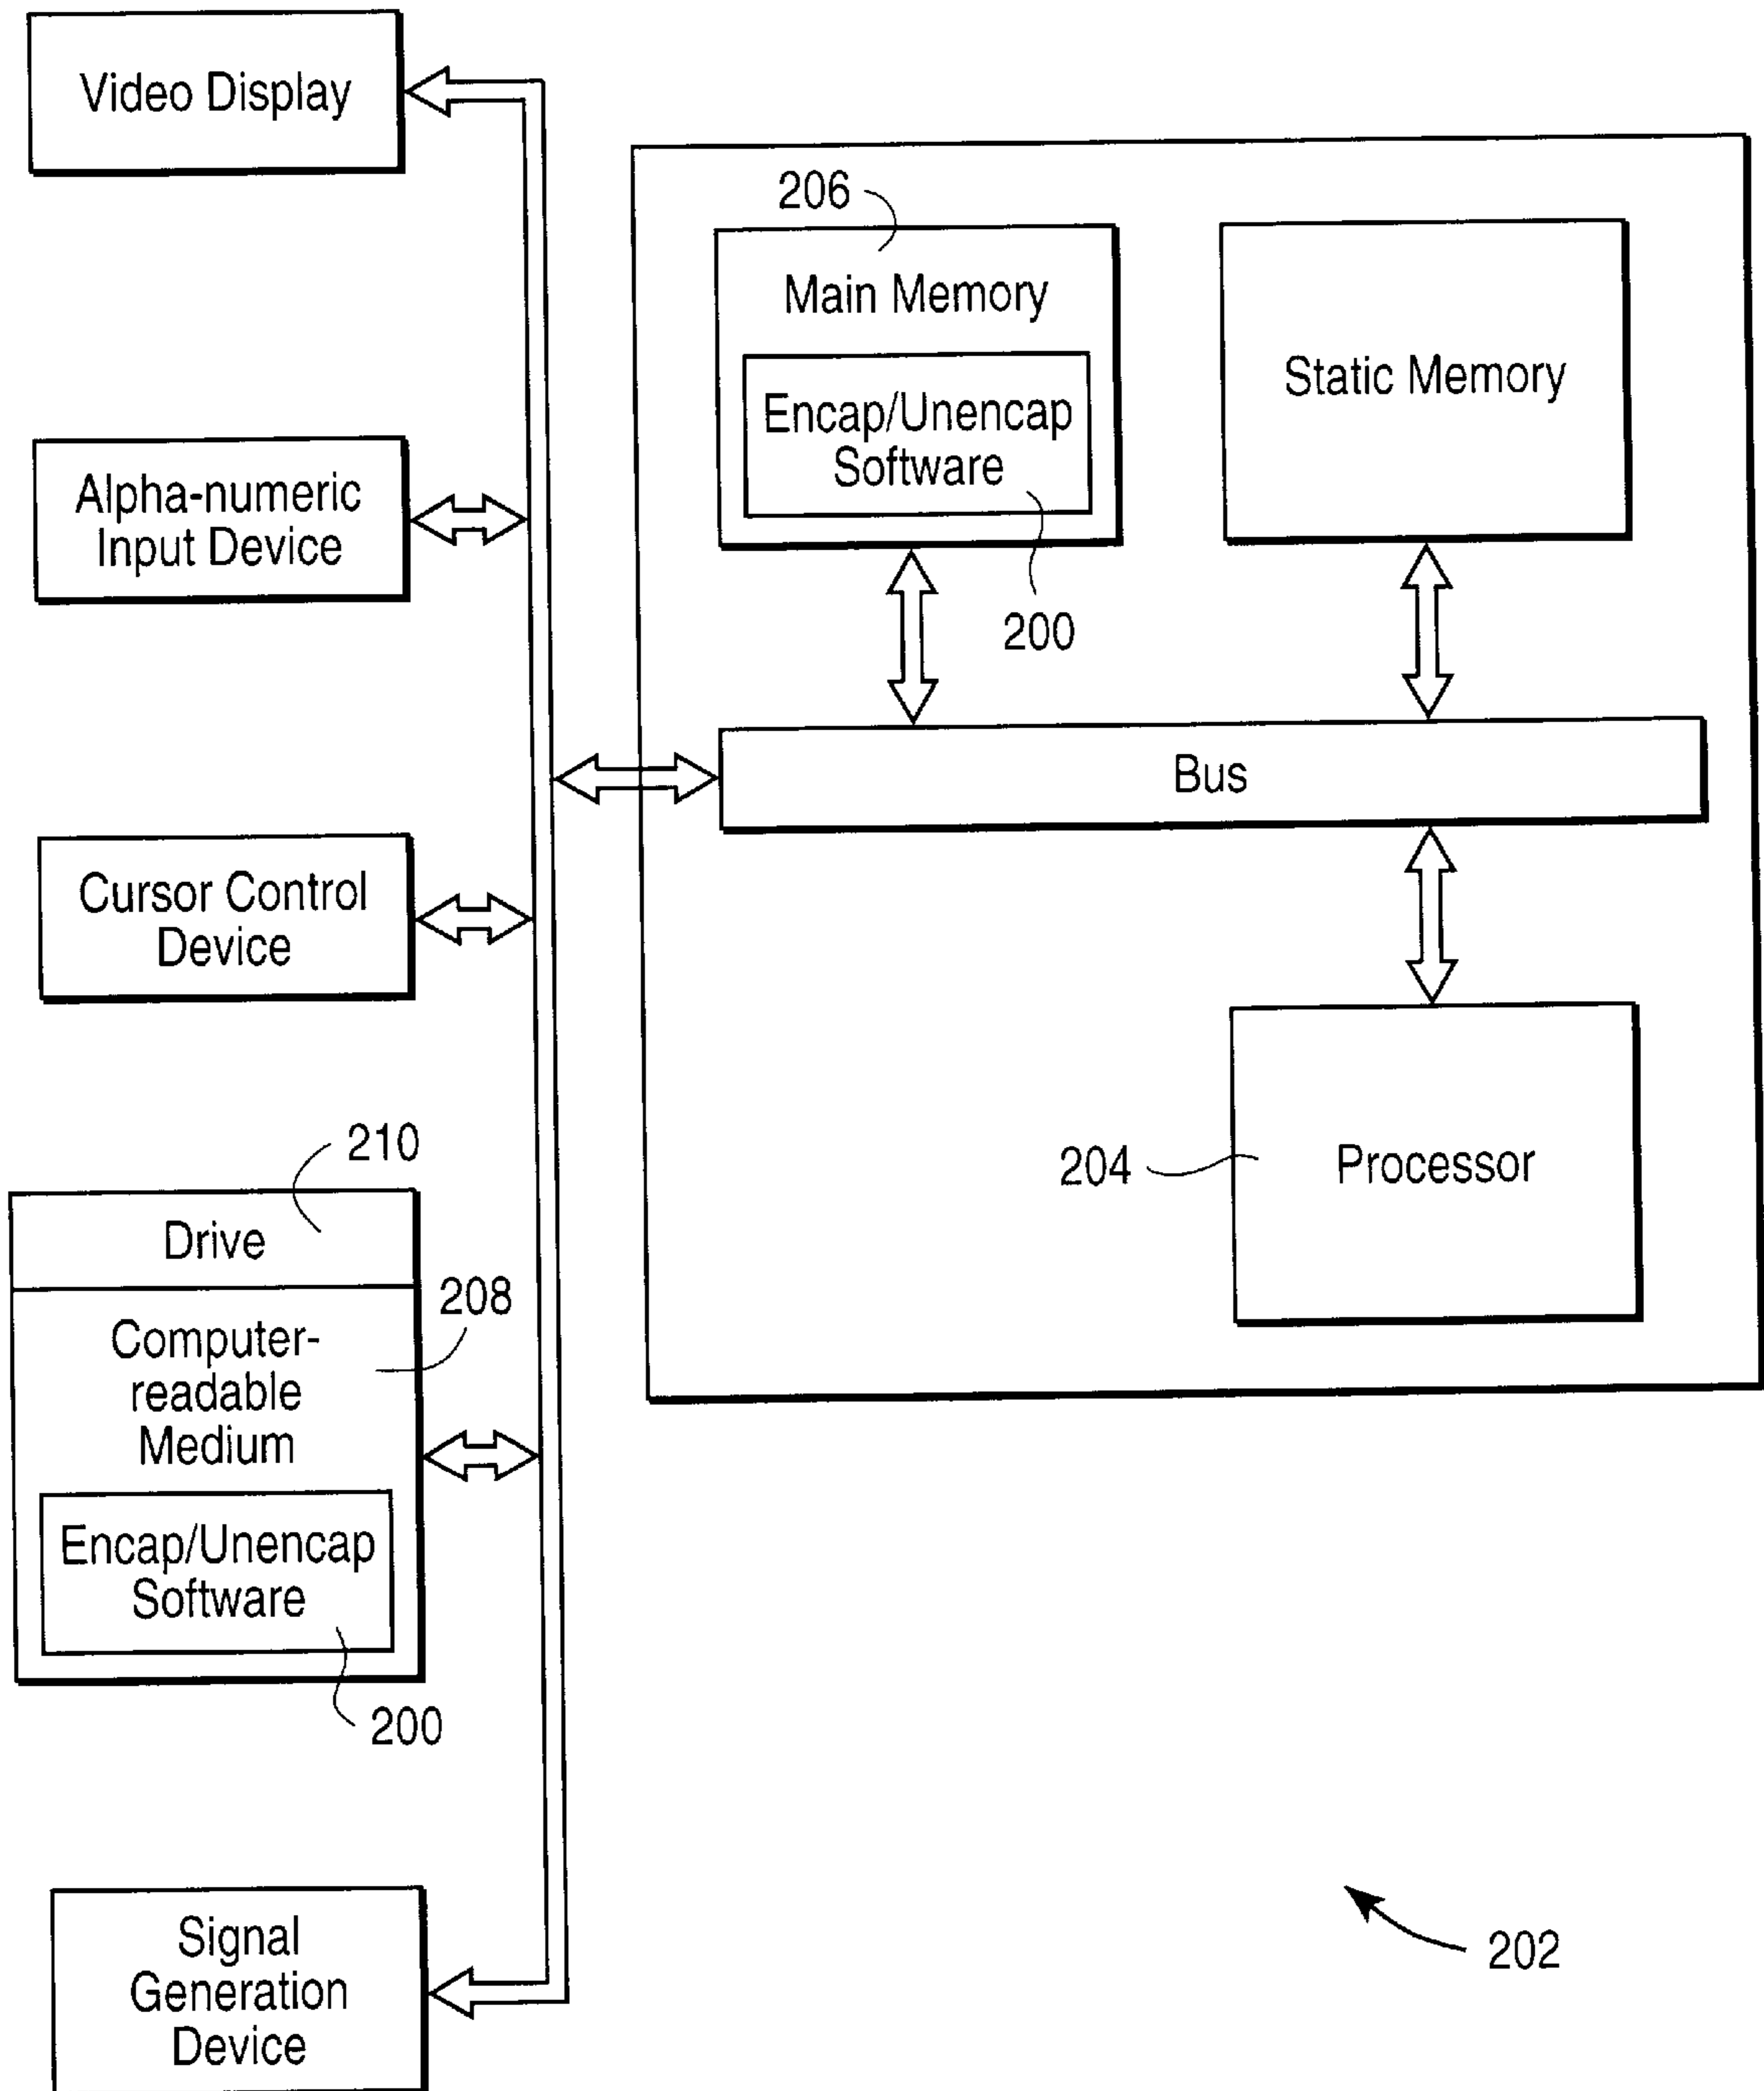 Video Display
206
Main Memory
Encap/Unencap
Software
200
Static Memory
Alpha-numeric
Input Device
Bus
Cursor Control
Device
204
Processor
210
Drive
208
Computer-
readable
Medium
Encap/Unencap
Software
200
Signal
Generation
Device
202